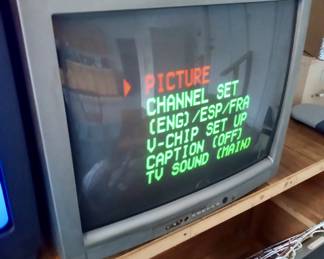 PICTURE
CHANNEL SET
(ENG)/ESP/FRA
V-CHIP SET UP
CAPTION (OFF)
TV SOUND (MAIN)